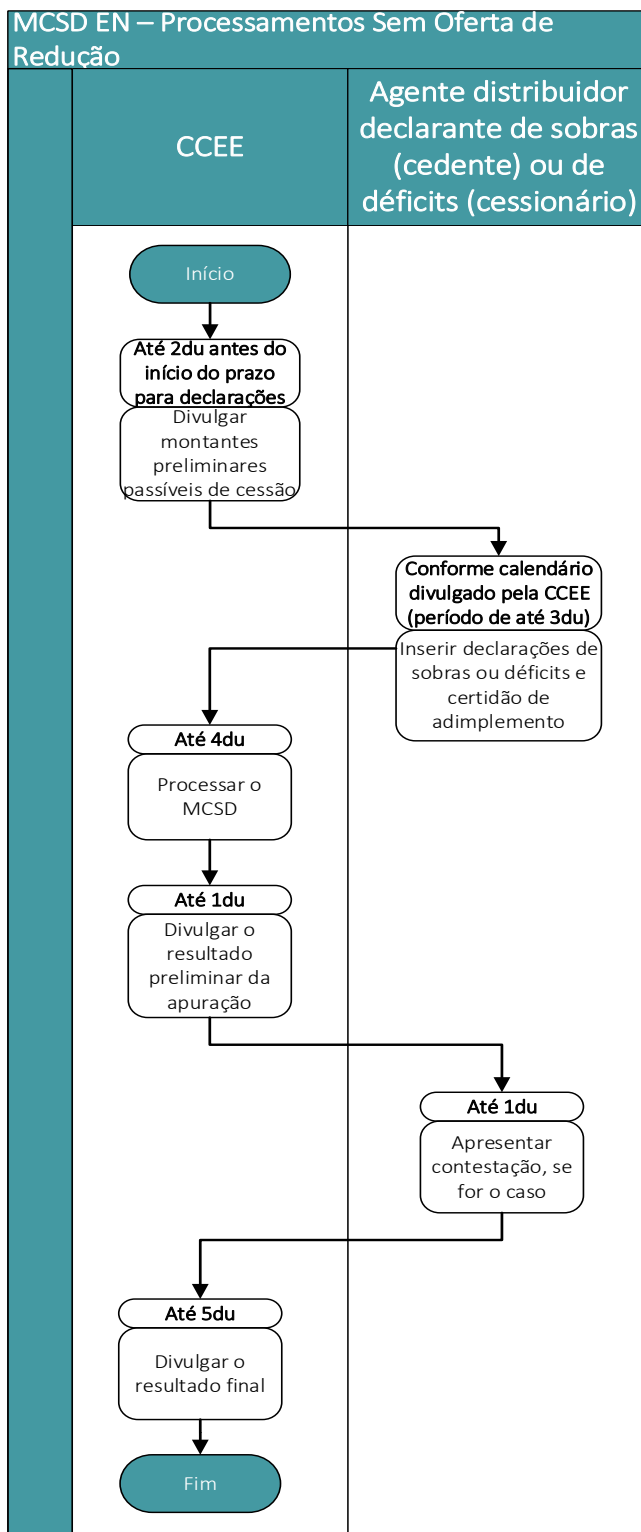 MCSD EN – Processamentos Sem Oferta de
Redução
CCEE
Agente distribuidor
declarante de sobras
(cedente) ou de
déficits (cessionário)
Início
Até 2du antes do
início do prazo
para declarações
Divulgar
montantes
preliminares
passíveis de cessão
Conforme calendário
divulgado pela CCEE
(período de até 3du)
Inserir declarações de
sobras ou déficits e
certidão de
adimplemento
Até 4du
Processar o
MCSD
Até 1du
Divulgar o
resultado
preliminar da
apuração
Até 1du
Apresentar
contestação, se
for o caso
Até 5du
Divulgar o
resultado final
Fim